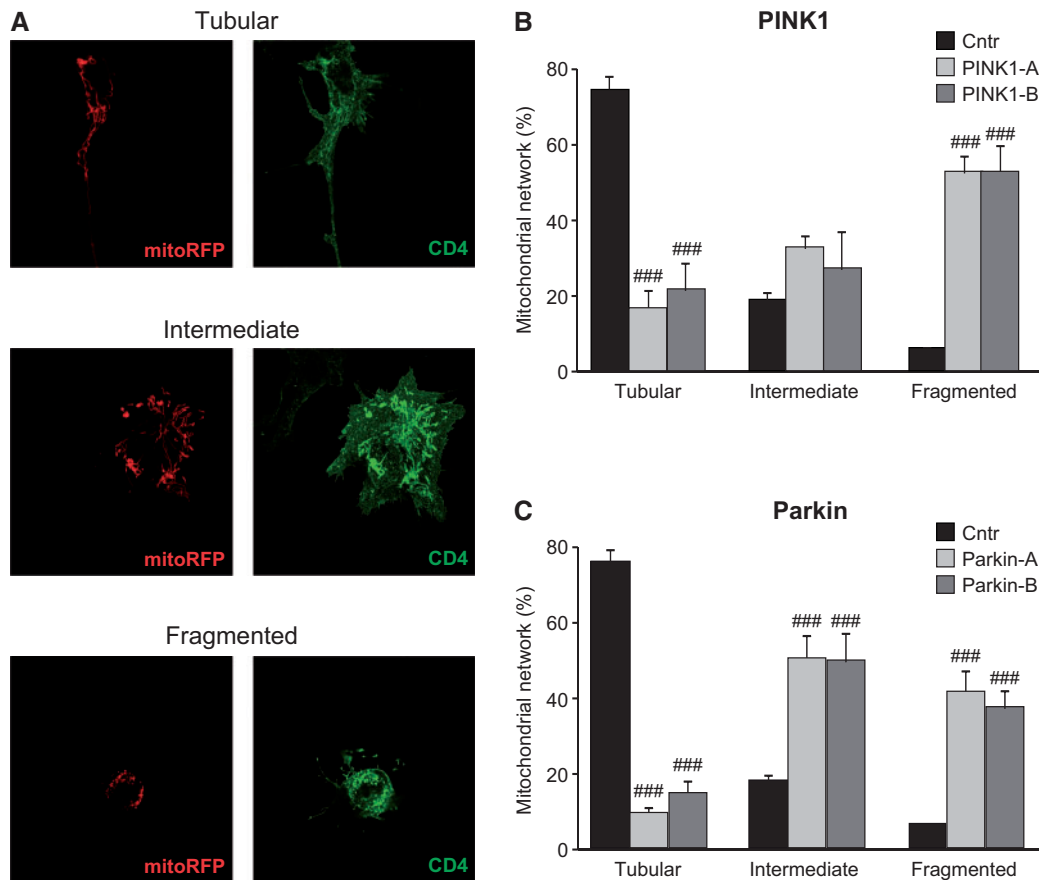 A
Tubular
mitoRFP
CD4
Intermediate
mitoRFP
CD4
Fragmented
mitoRFP
CD4
B
PINK1
Cntr
PINK1-A
PINK1-B
Mitochondrial network (%)
80
60
40
20
0
###
###
###
###
Tubular
Intermediate
Fragmented
C
Parkin
Cntr
Parkin-A
Parkin-B
Mitochondrial network (%)
80
60
40
20
0
###
###
###
###
###
###
Tubular
Intermediate
Fragmented